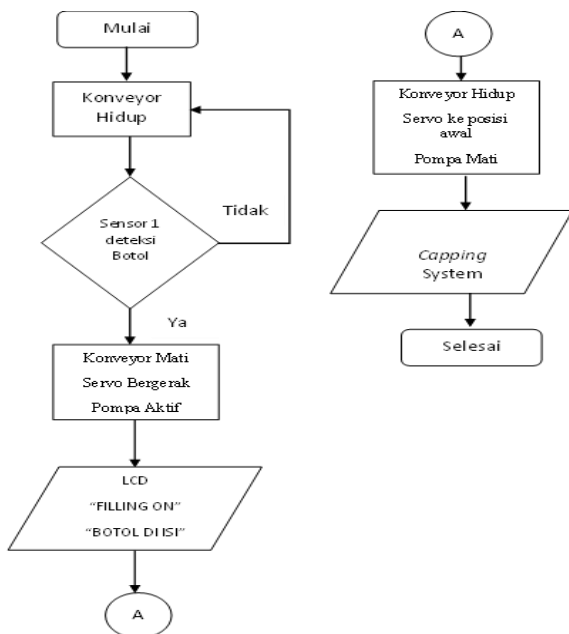 Mulai
Konveyor
Hidup
Tidak
Sensor 1
deteksi
Botol
Ya
Konveyor Mati
Servo Bergerak
Pompa Aktif
LCD
“FILLING ON”
“BOTOL DI ISI”
A
A
Konveyor Hidup
Servo ke posisi
awal
Pompa Mati
Capping
System
Selesai